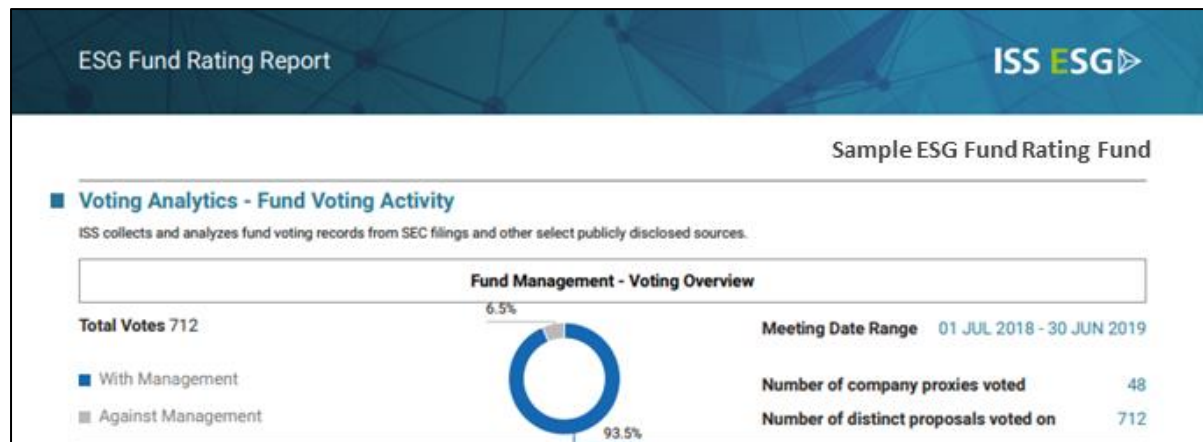 ESG Fund Rating Report
ISS ESG
Sample ESG Fund Rating Fund
Voting Analytics - Fund Voting Activity
ISS collects and analyzes fund voting records from SEC filings and other select publicly disclosed sources.
Fund Management - Voting Overview
Total Votes 712
6.5%
Meeting Date Range 01 JUL 2018 - 30 JUN 2019
With Management
Number of company proxies voted 48
Against Management
Number of distinct proposals voted on 712
93.5%